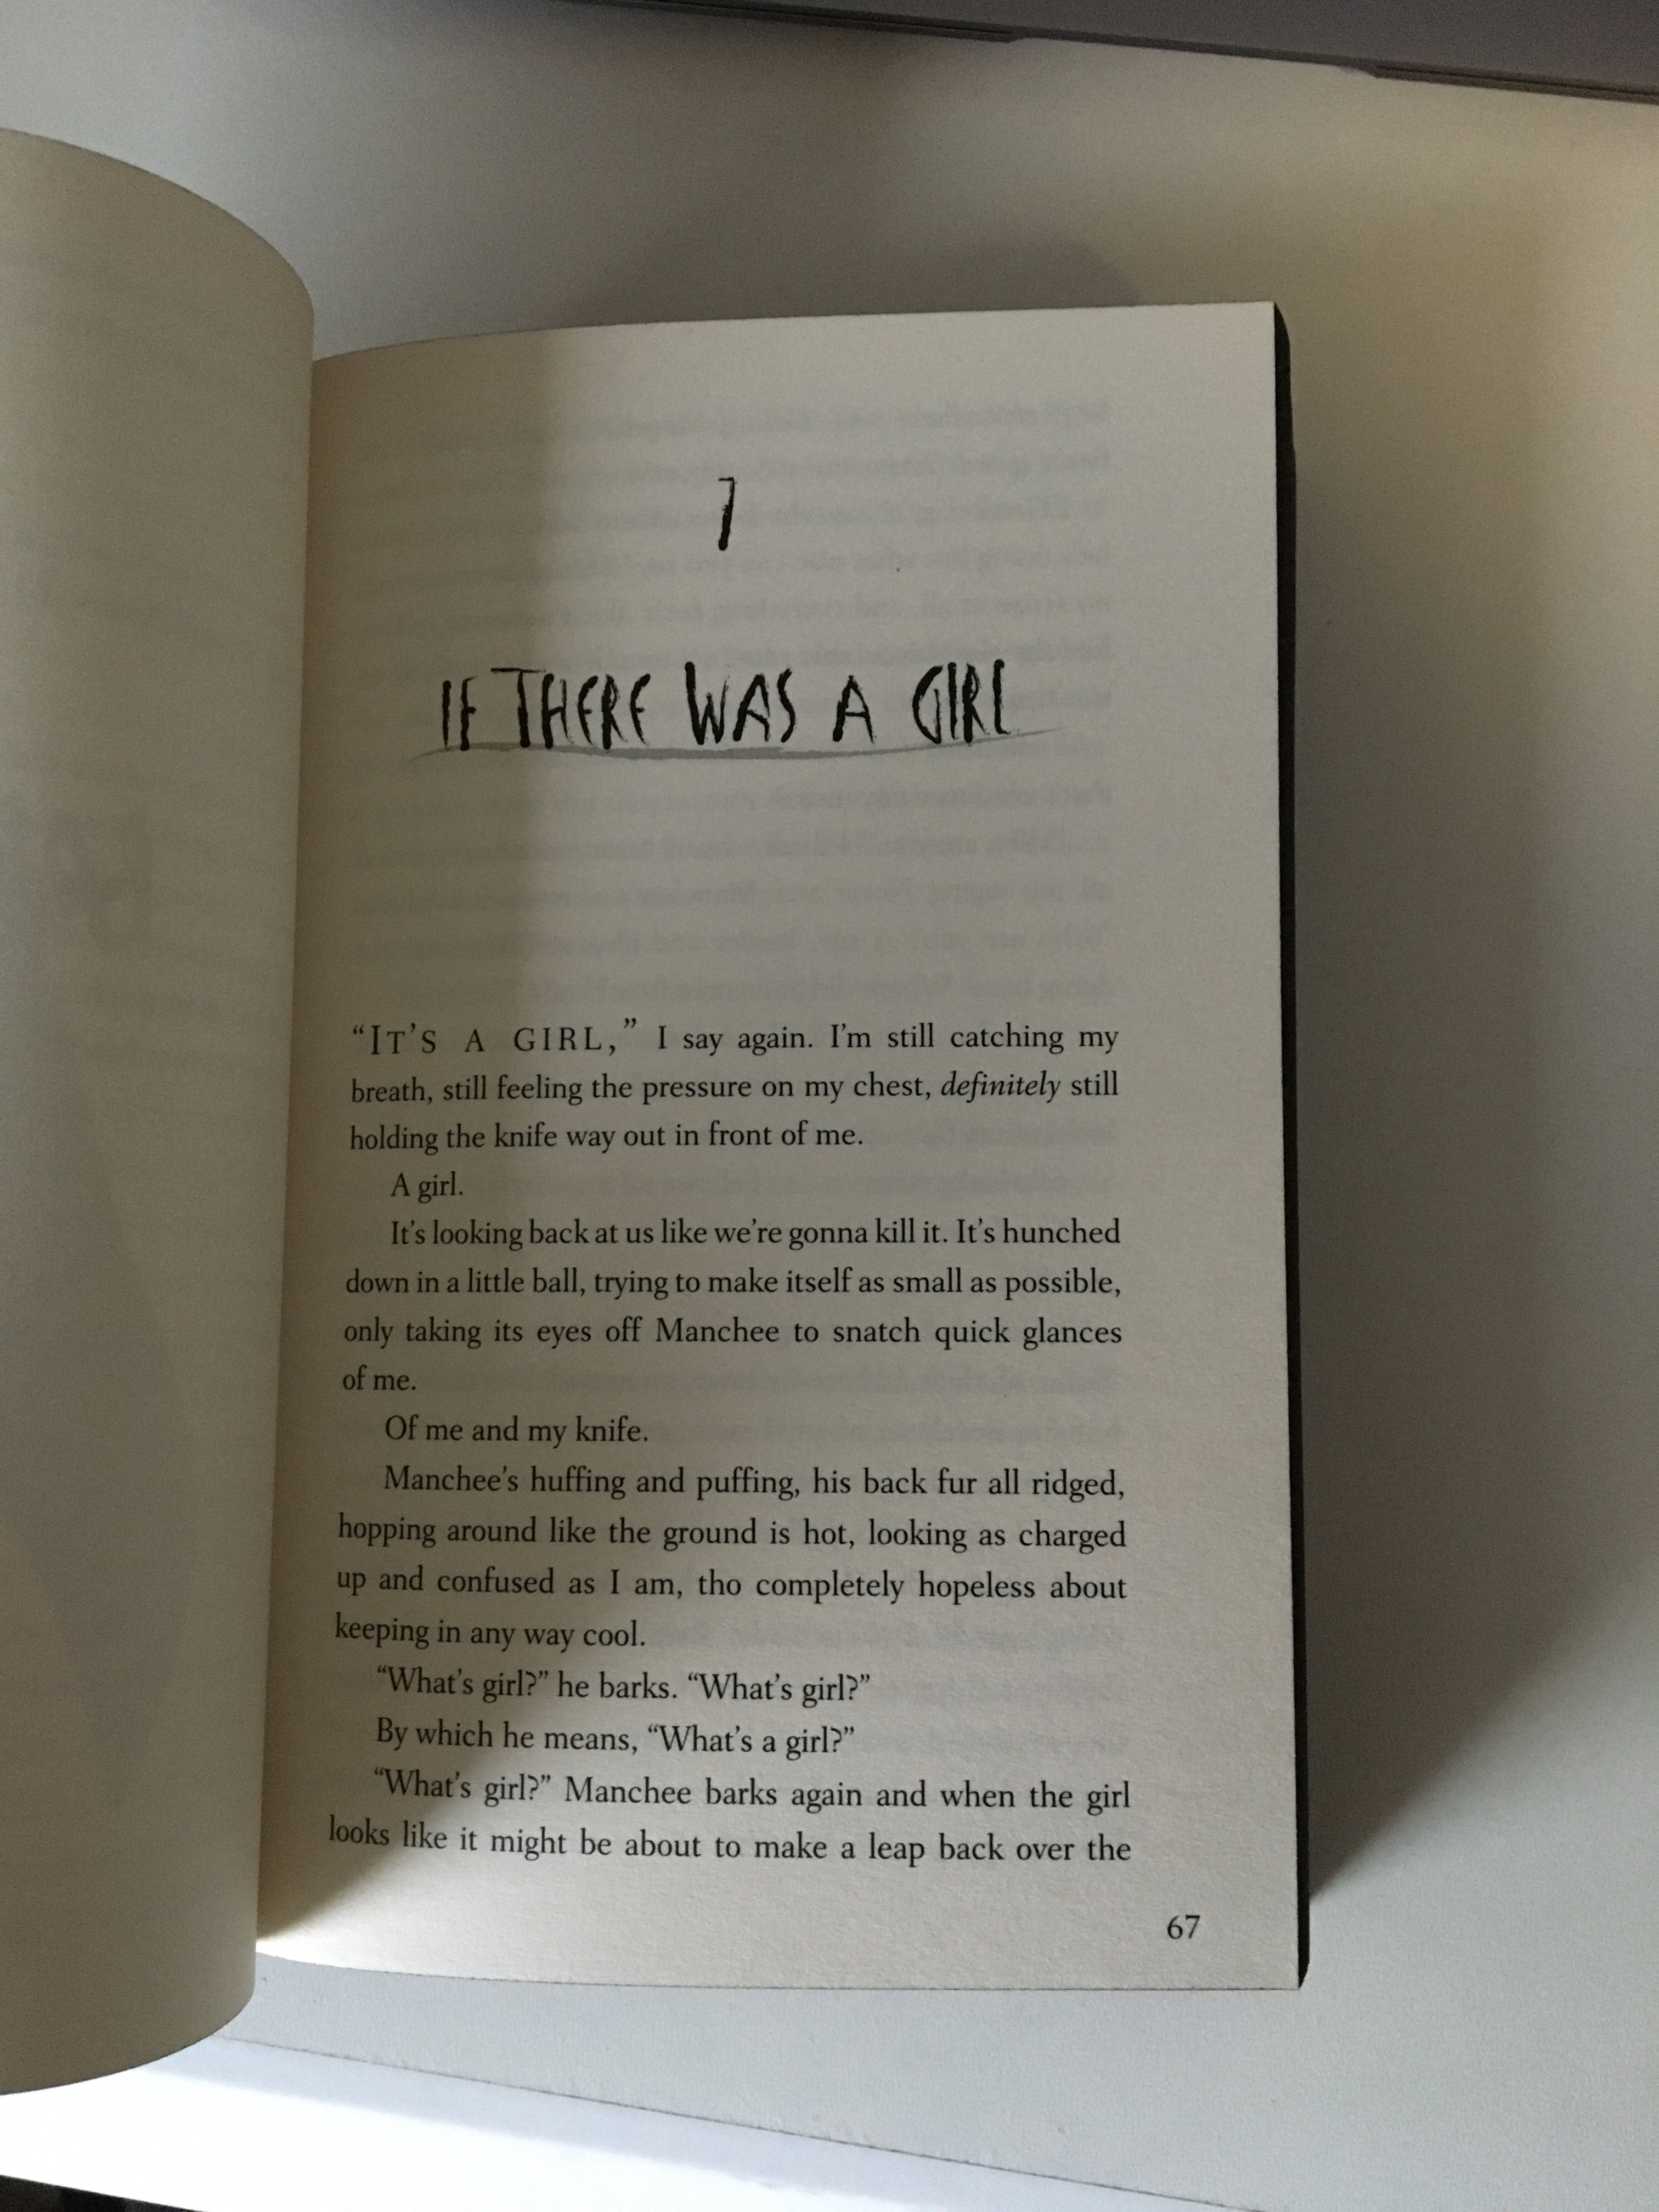 7
IF THERE WAS A GIRL
“IT’S A GIRL,” I say again. I’m still catching my
breath, still feeling the pressure on my chest, definitely still
holding the knife way out in front of me.
A girl.
It’s looking back at us like we’re gonna kill it. It’s hunched
down in a little ball, trying to make itself as small as possible,
only taking its eyes off Manchee to snatch quick glances
of me.
Of me and my knife.
Manchee’s huffing and puffing, his back fur all ridged,
hopping around like the ground is hot, looking as charged
up and confused as I am, tho completely hopeless about
keeping in any way cool.
“What’s girl?” he barks. “What’s girl?”
By which he means, “What’s a girl?”
“What’s girl?” Manchee barks again and when the girl
looks like it might be about to make a leap back over the
67